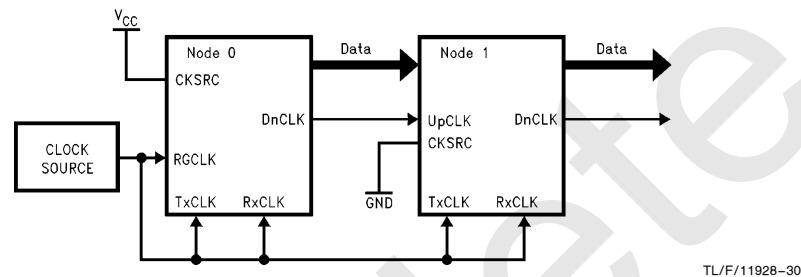 VCC
Node 0
Data
Node 1
Data
CKSRC
DnCLK
UpCLK
DnCLK
CLOCK
SOURCE
RGCLK
CKSRC
TxCLK RxCLK
GND
TxCLK RxCLK
TL/F/11928–30